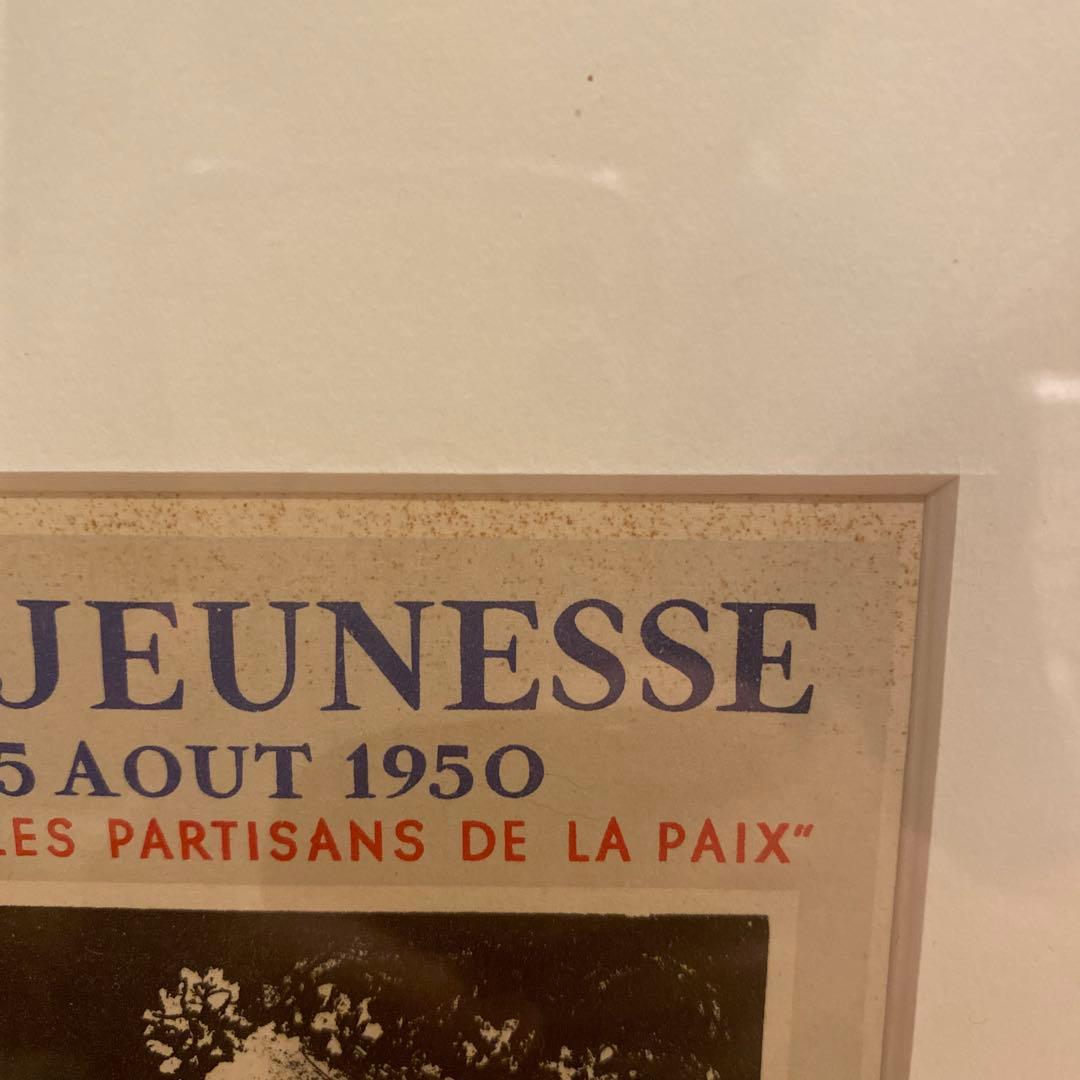 JEUNESSE
5 AOUT 1950
LES PARTISANS DE LA PAIX"